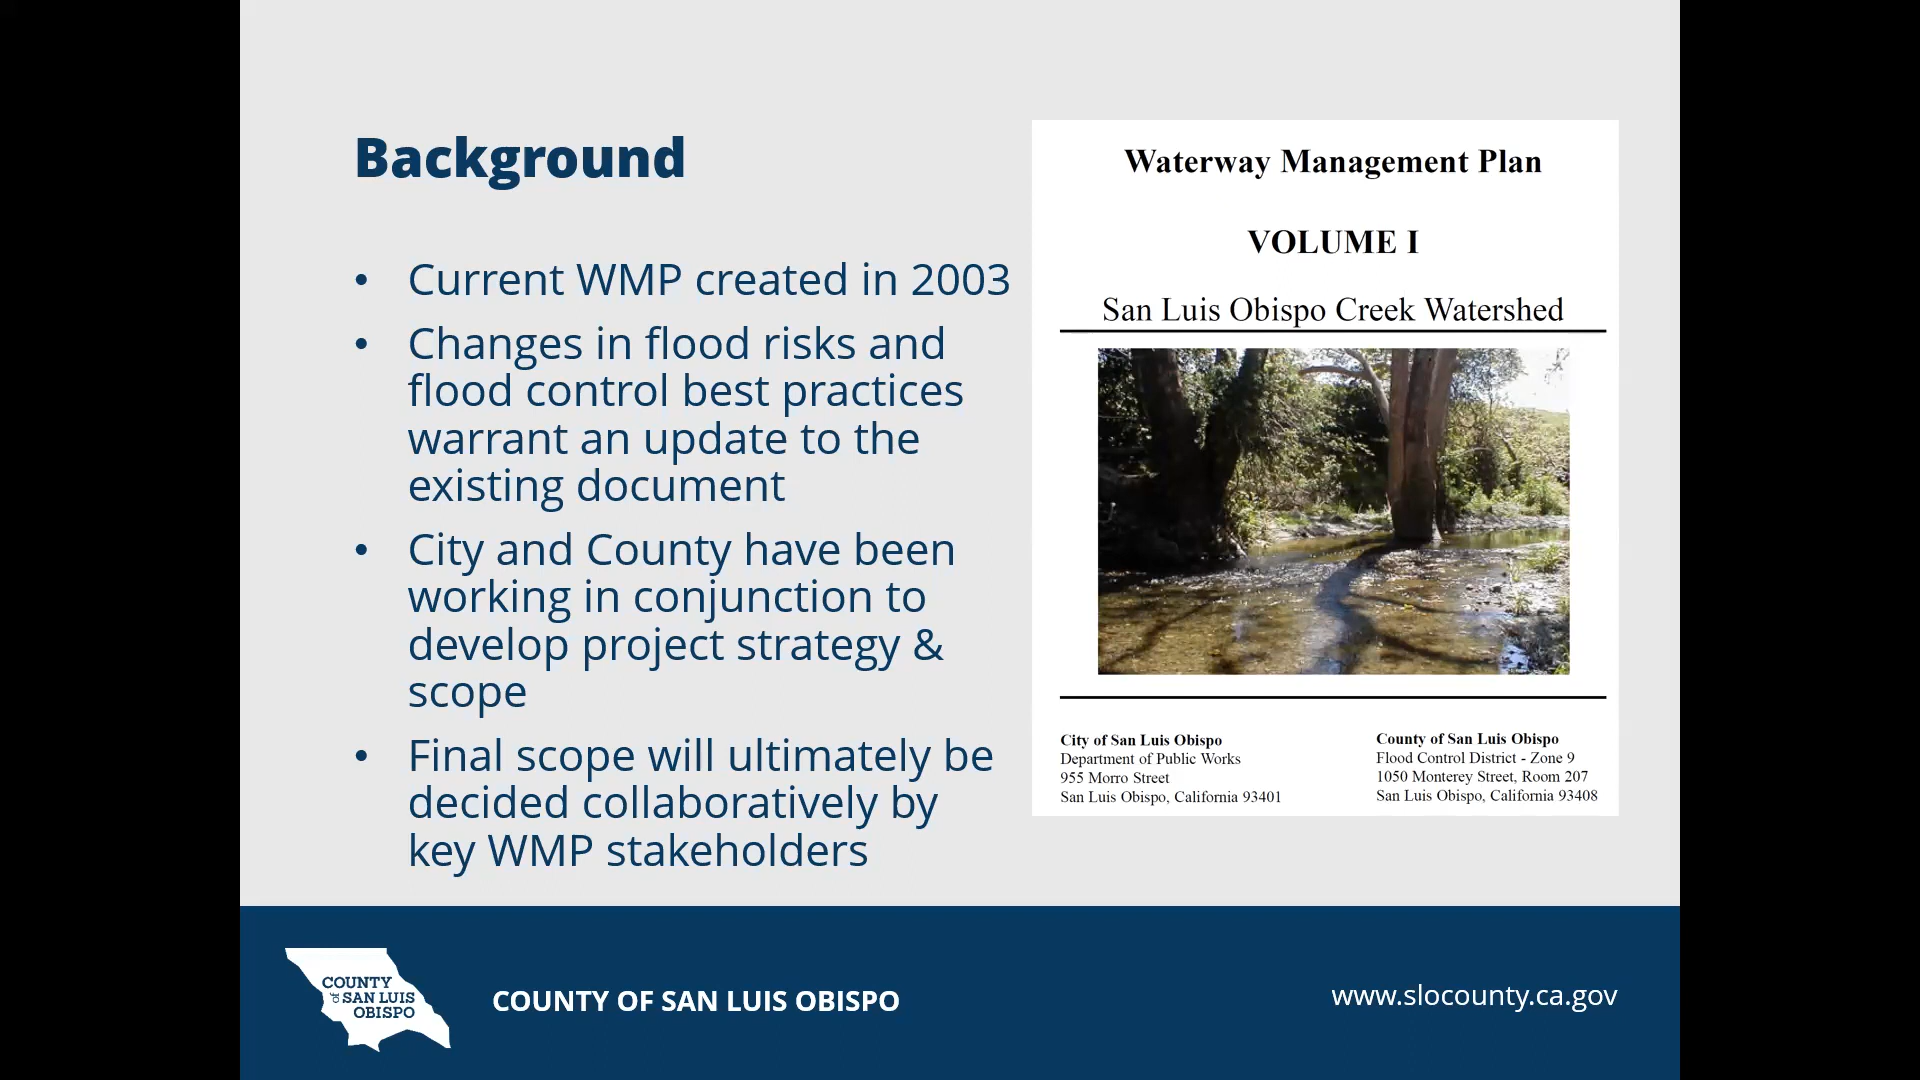 Background
• Current WMP created in 2003
• Changes in flood risks and
flood control best practices
warrant an update to the
existing document
• City and County have been
working in conjunction to
develop project strategy &
scope
• Final scope will ultimately be
decided collaboratively by
key WMP stakeholders
Waterway Management Plan
VOLUME I
San Luis Obispo Creek Watershed
City of San Luis Obispo
Department of Public Works
955 Morro Street
San Luis Obispo, California 93401
County of San Luis Obispo
Flood Control District - Zone 9
1050 Monterey Street, Room 207
San Luis Obispo, California 93408
COUNTY
OF SAN LUIS
OBISPO
COUNTY OF SAN LUIS OBISPO
www.slocounty.ca.gov